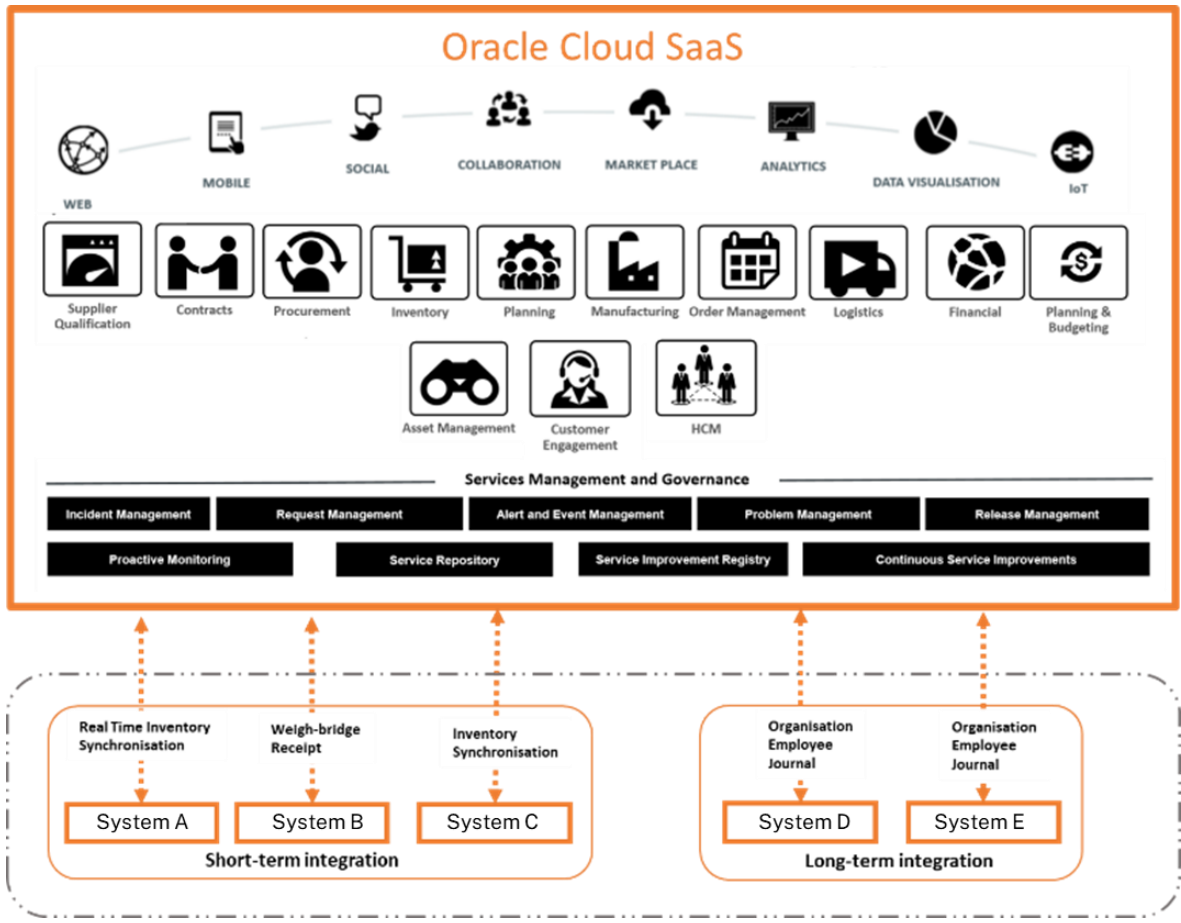 Oracle Cloud SaaS
WEB
MOBILE
SOCIAL
COLLABORATION
MARKET PLACE
ANALYTICS
DATA VISUALISATION
IoT
Supplier
Qualification
Contracts
Procurement
Inventory
Planning
Manufacturing
Order Management
Logistics
Financial
Planning &
Budgeting
Asset Management
Customer
Engagement
HCM
Services Management and Governance
Incident Management
Request Management
Alert and Event Management
Problem Management
Release Management
Proactive Monitoring
Service Repository
Service Improvement Registry
Continuous Service Improvements
Real Time Inventory
Synchronisation
Weigh-bridge
Receipt
Inventory
Synchronisation
Organisation
Employee
Journal
Organisation
Employee
Journal
System A
System B
System C
System D
System E
Short-term integration
Long-term integration